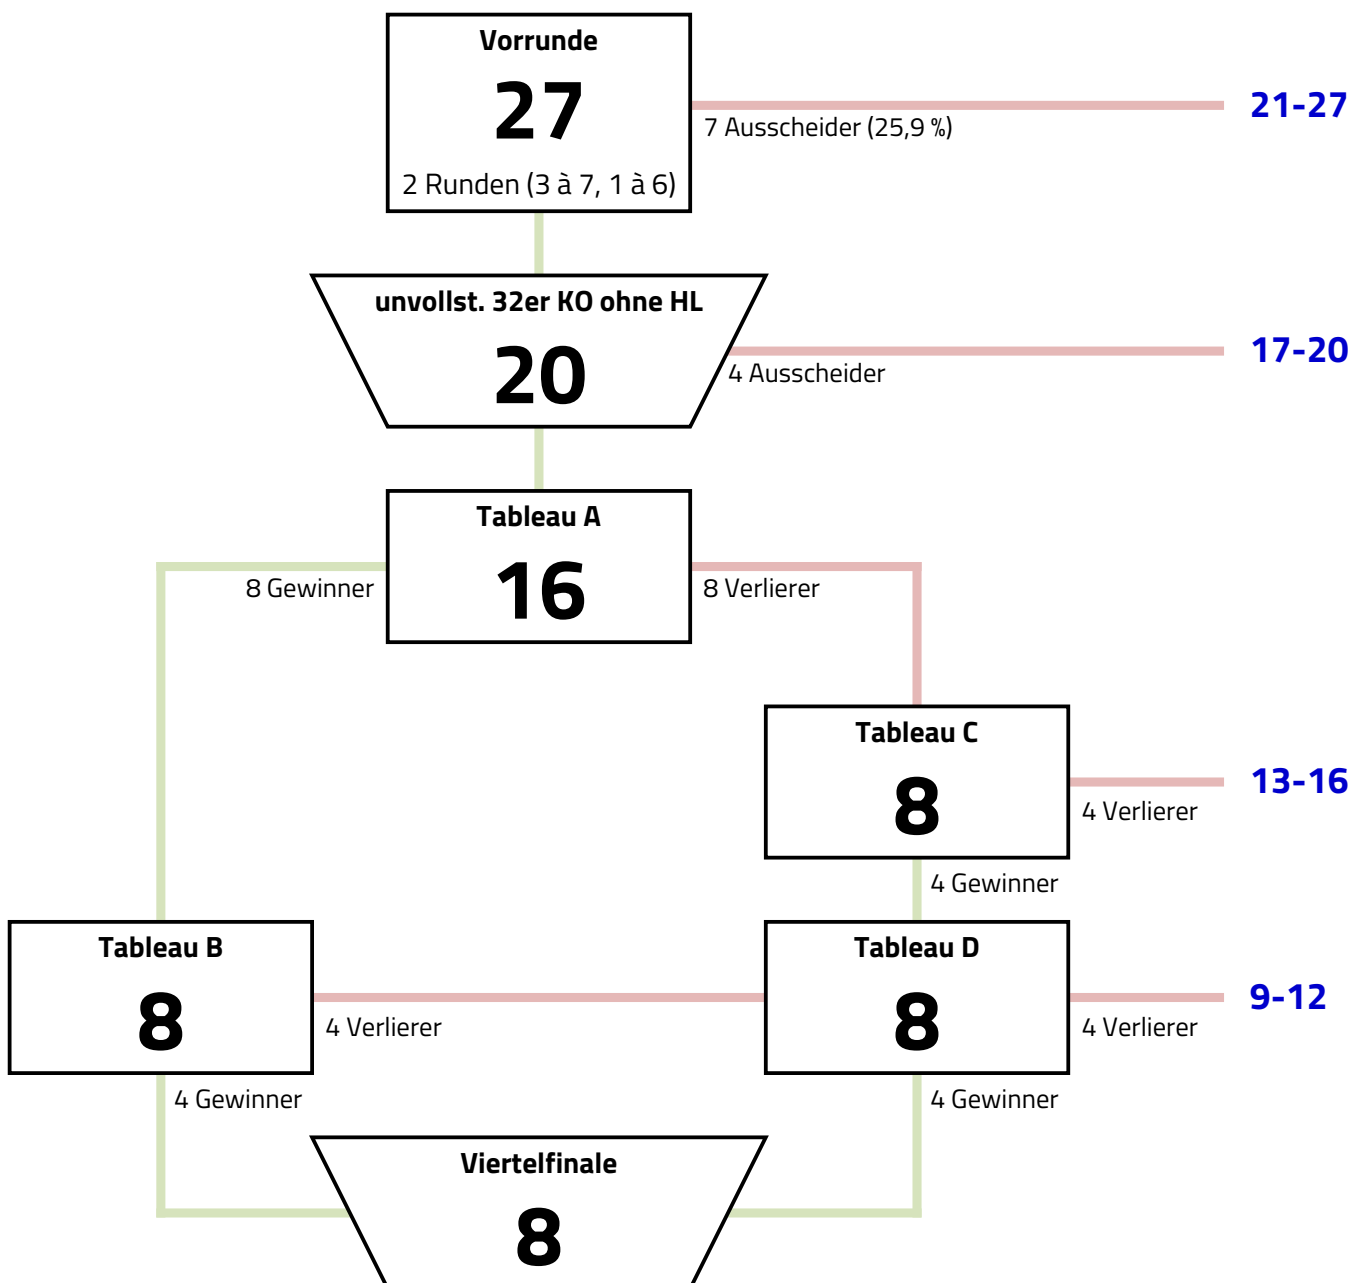 Vorrunde
27
2 Runden (3 à 7, 1 à 6)
7 Ausscheider (25,9 %)
21-27
unvollst. 32er KO ohne HL
20
4 Ausscheider
17-20
Tableau A
16
8 Gewinner
8 Verlierer
Tableau C
8
4 Verlierer
13-16
4 Gewinner
Tableau B
8
4 Verlierer
4 Gewinner
Tableau D
8
4 Verlierer
9-12
4 Gewinner
Viertelfinale
8